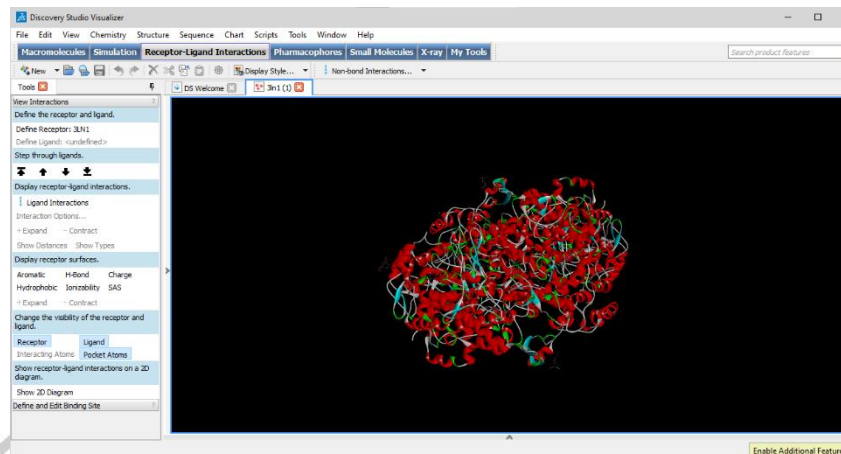 Discovery Studio Visualizer
File Edit View Chemistry Structure Sequence Chart Scripts Tools Window Help
Macromolecules Simulation Receptor-Ligand Interactions Pharmacophores Small Molecules X-ray My Tools
Search product features
New Display Style... Non-bond Interactions...
Tools DS Welcome 3ln1 (1)
View Interactions ?
Define the receptor and ligand.
Define Receptor: 3LN1
Define Ligand: <undefined>
Step through ligands.
Display receptor-ligand interactions.
Ligand Interactions
Interaction Options...
+Expand - Contract
Show Distances Show Types
Display receptor surfaces.
Aromatic H-Bond Charge
Hydrophobic Ionizability SAS
+Expand - Contract
Change the visibility of the receptor and
ligand.
Receptor Ligand
Interacting Atoms Pocket Atoms
Show receptor-ligand interactions on a 2D
diagram.
Show 2D Diagram
Define and Edit Binding Site ?
Enable Additional Feature